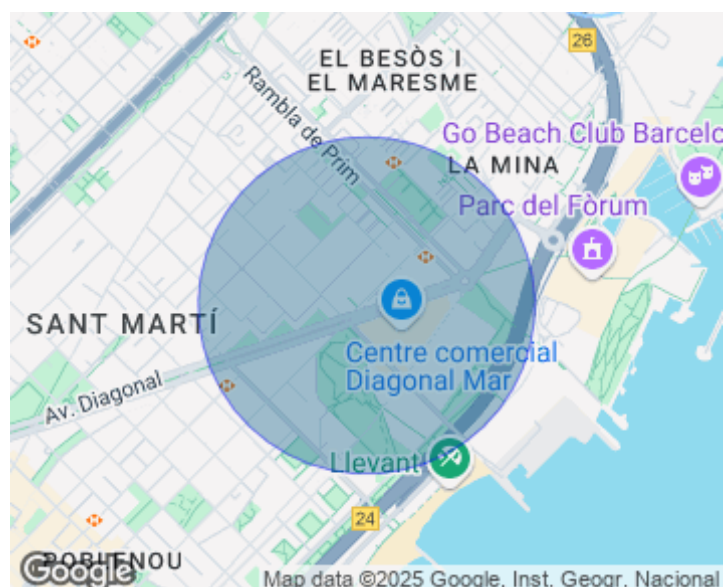 26
EL BESÒS I
EL MARESME
Rambla de Prim
Go Beach Club Barcelo
LA MINA
Parc del Fòrum
SANT MARTÍ
Centre comercial
Diagonal Mar
Av. Diagonal
Llevant
24
POBLENOU
Google
Map data ©2025 Google, Inst. Geogr. Nacional